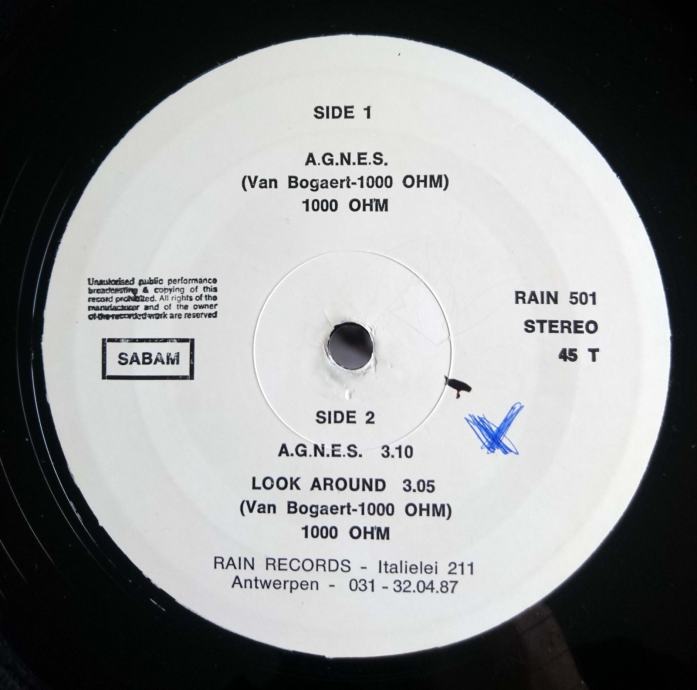 SIDE 1
A.G.N.E.S.
(Van Bogaert-1000 OHM)
1000 OHM
Unautorised public performance
broadcasting & copying of this
record prohibited. All rights of the
manufacturer and of the owner
of the recorded work are reserved
SABAM
RAIN 501
STEREO
45 T
SIDE 2
A.G.N.E.S. 3.10
LOOK AROUND 3.05
(Van Bogaert-1000 OHM)
1000 OHM
RAIN RECORDS - Italielei 211
Antwerpen - 031 - 32.04.87